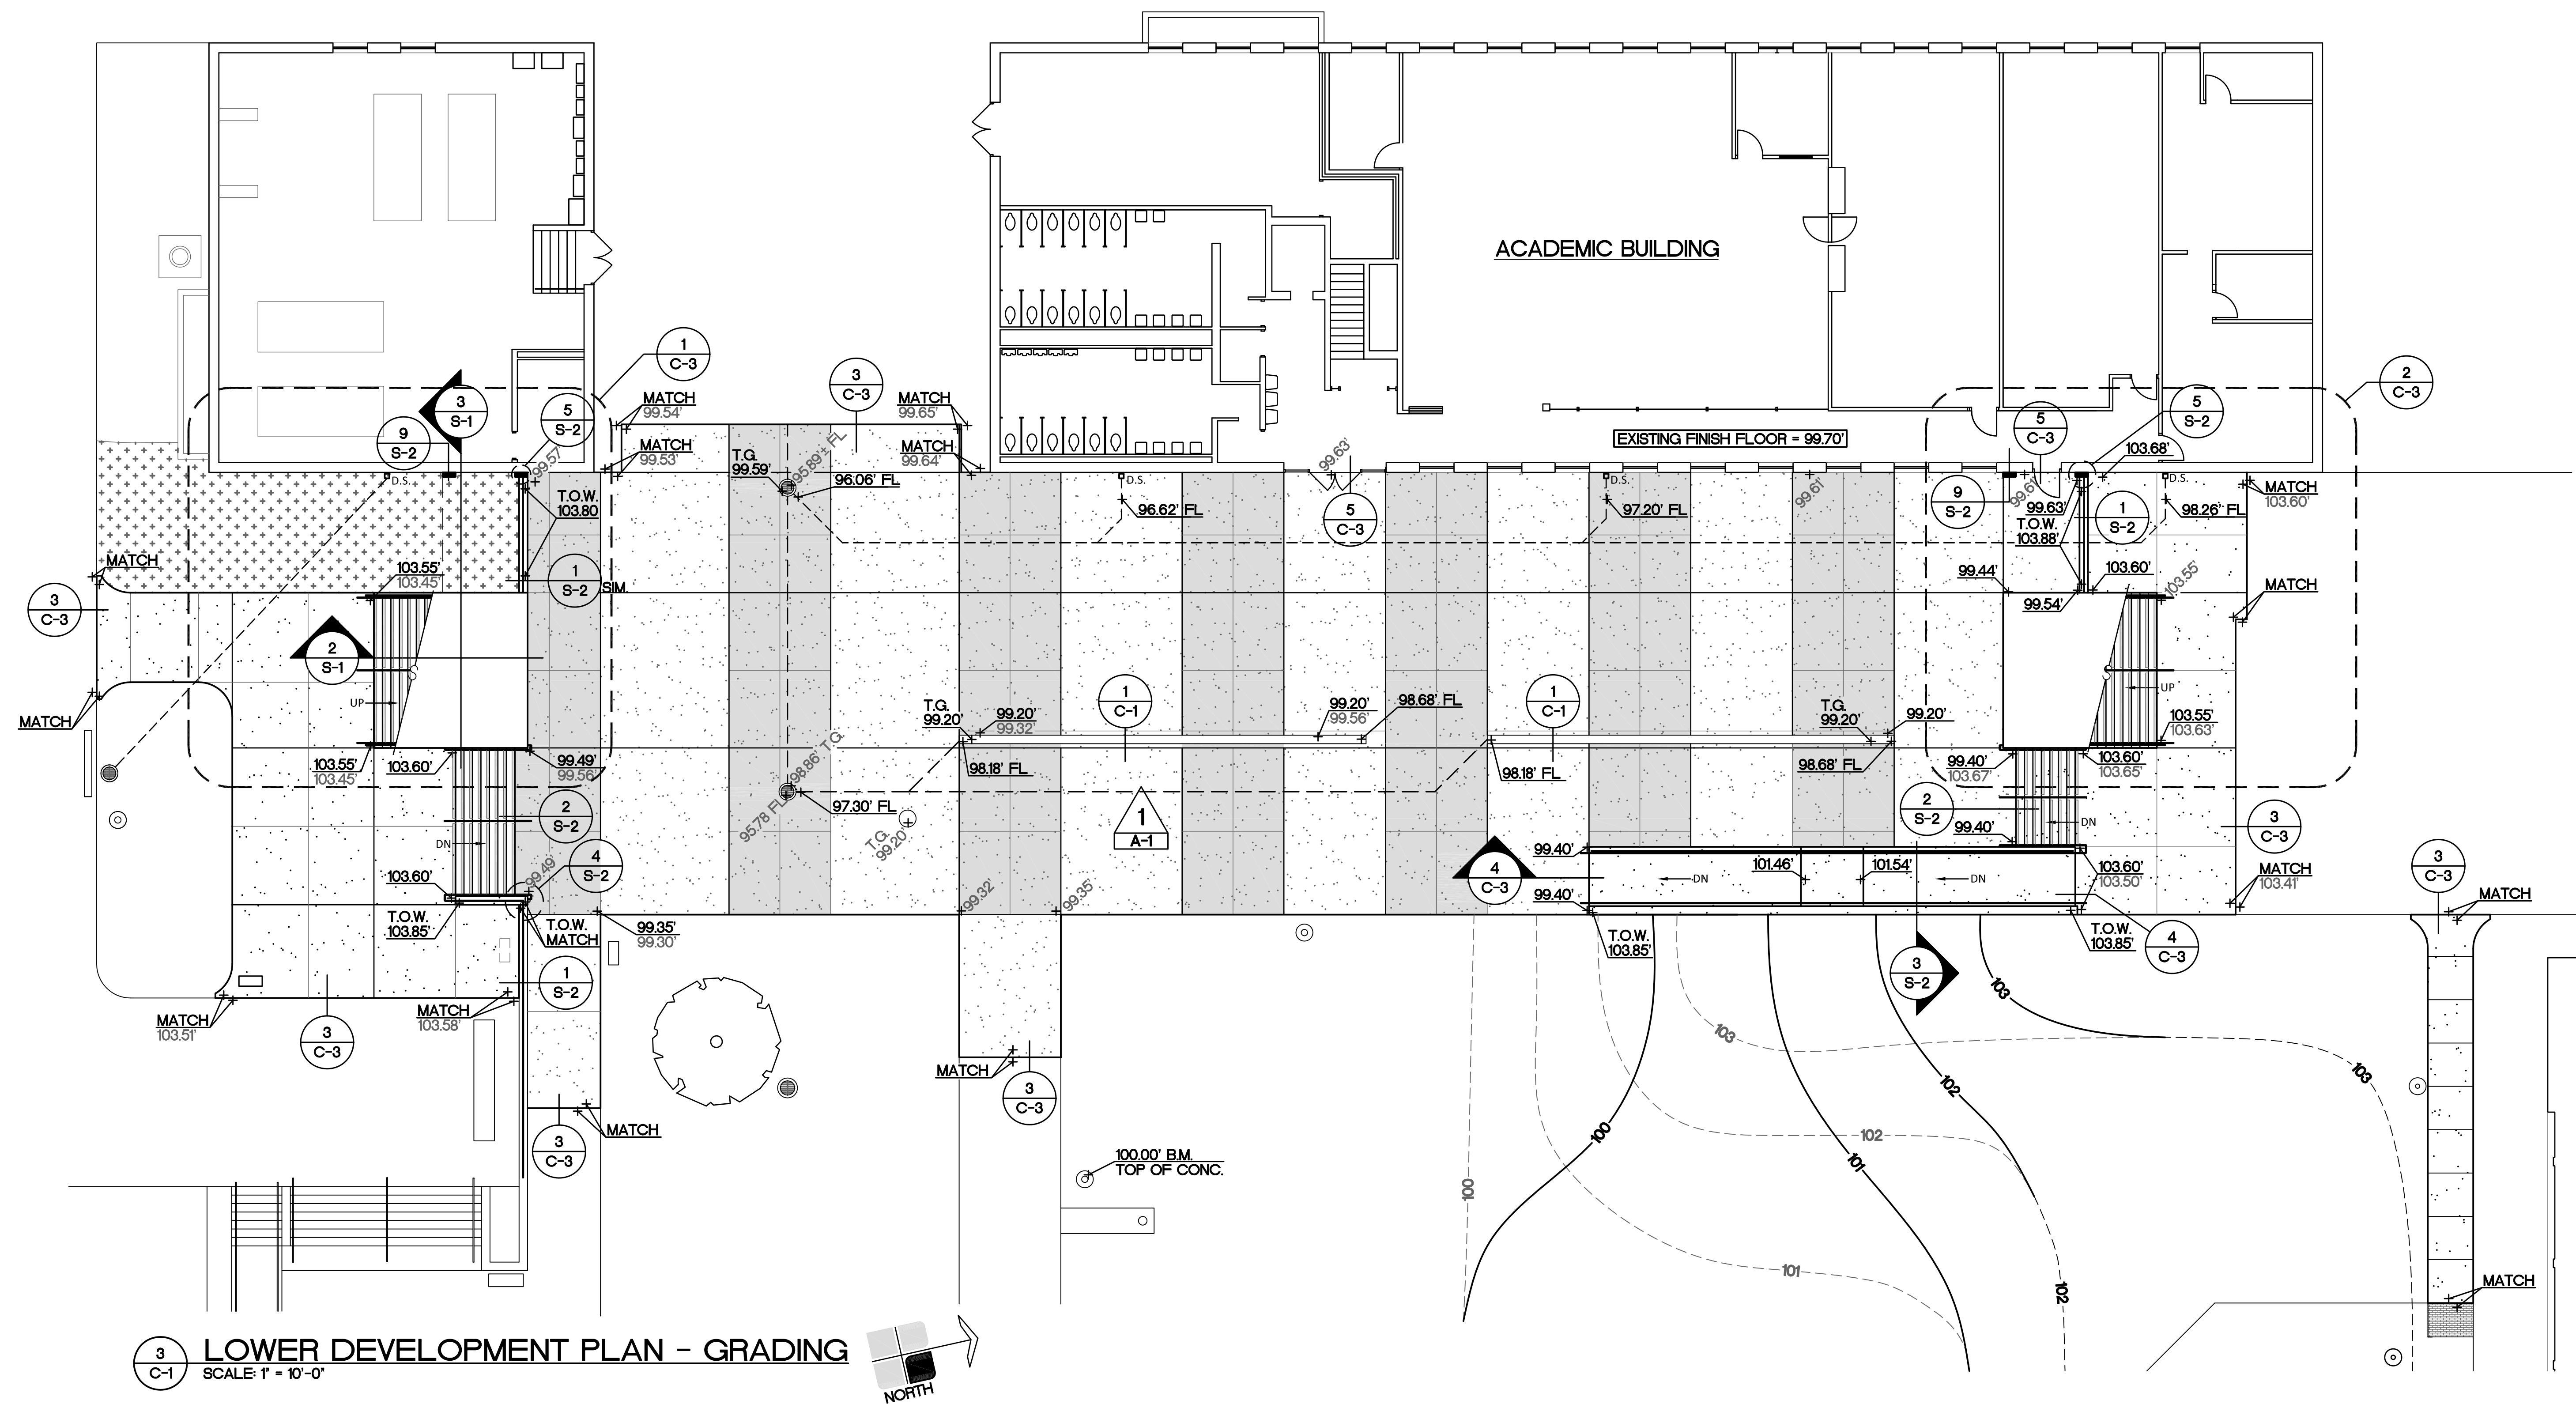 ACADEMIC BUILDING
1
C-3
2
C-3
3
C-3
3
S-1
5
S-2
9
S-2
MATCH
99.54'
MATCH
99.53'
MATCH
99.65'
MATCH
99.64'
EXISTING FINISH FLOOR = 99.70'
5
C-3
5
S-2
103.68'
99.57'
D.S.
T.G.
99.59'
95.89'± FL
96.06' FL
D.S.
96.62' FL
99.63'
5
C-3
D.S.
97.20' FL
99.61'
9
S-2
99.61'
99.63'
T.O.W.
103.88'
1
S-2
D.S.
98.26' FL
MATCH
103.60'
T.O.W.
103.80
MATCH
103.55'
103.45'
1
S-2
SIM.
99.44'
99.54'
103.60'
103.55'
MATCH
3
C-3
2
S-1
UP
UP
MATCH
1
C-1
1
C-1
T.G.
99.20'
99.20'
99.32'
99.20'
99.56'
98.68' FL
T.G.
99.20'
99.20'
103.55'
103.63'
103.55'
103.45'
103.60'
99.49'
99.56'
98.86' T.G.
98.18' FL
98.18' FL
98.68' FL
99.40'
103.67'
103.60'
103.65'
2
S-2
95.78 FL
97.30' FL
T.G.
99.20'
1
A-1
2
S-2
99.40'
DN
3
C-3
DN
4
S-2
99.49'
99.40'
4
C-3
DN
101.46'
101.54'
DN
103.60'
103.50'
MATCH
103.41'
3
C-3
MATCH
103.60'
T.O.W.
103.85'
T.O.W.
MATCH
99.35'
99.30'
99.32'
99.35'
99.40'
T.O.W.
103.85'
T.O.W.
103.85'
4
C-3
1
S-2
3
S-2
MATCH
103.51'
3
C-3
MATCH
103.58'
MATCH
3
C-3
3
C-3
MATCH
103
103
103
102
102
102
101
101
100
100
100.00' B.M.
TOP OF CONC.
MATCH
3
C-1
LOWER DEVELOPMENT PLAN - GRADING
SCALE: 1" = 10'-0"
NORTH